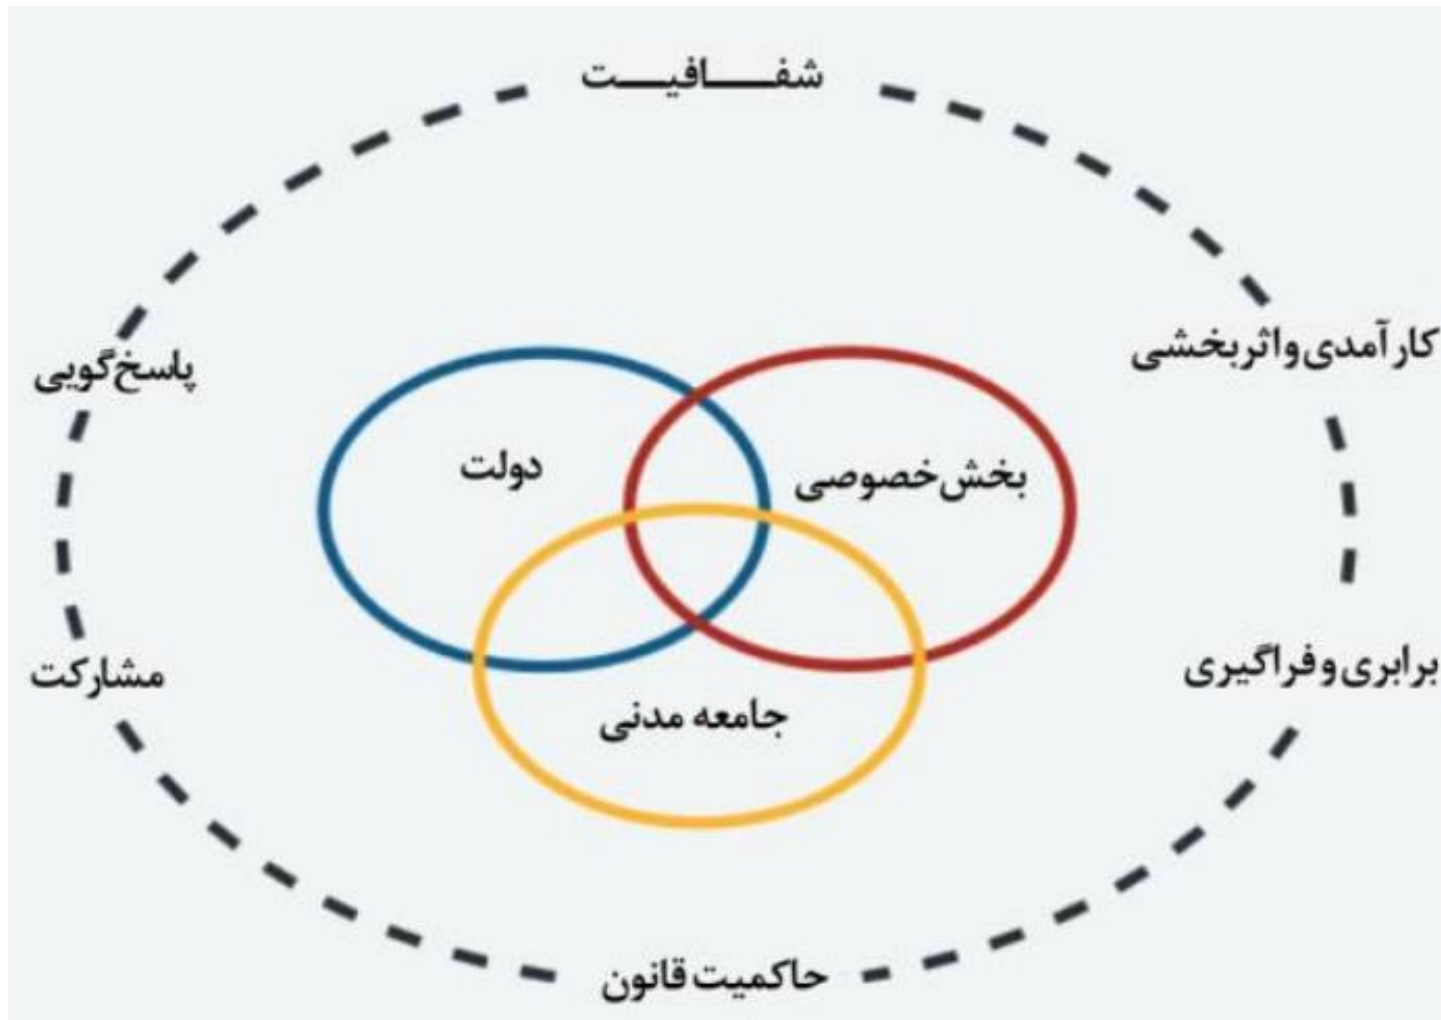 شفافیت
کارآمدی و اثربخشی
پاسخ‌گویی
دولت
بخش خصوصی
برابری و فراگیری
مشارکت
جامعه مدنی
حاکمیت قانون